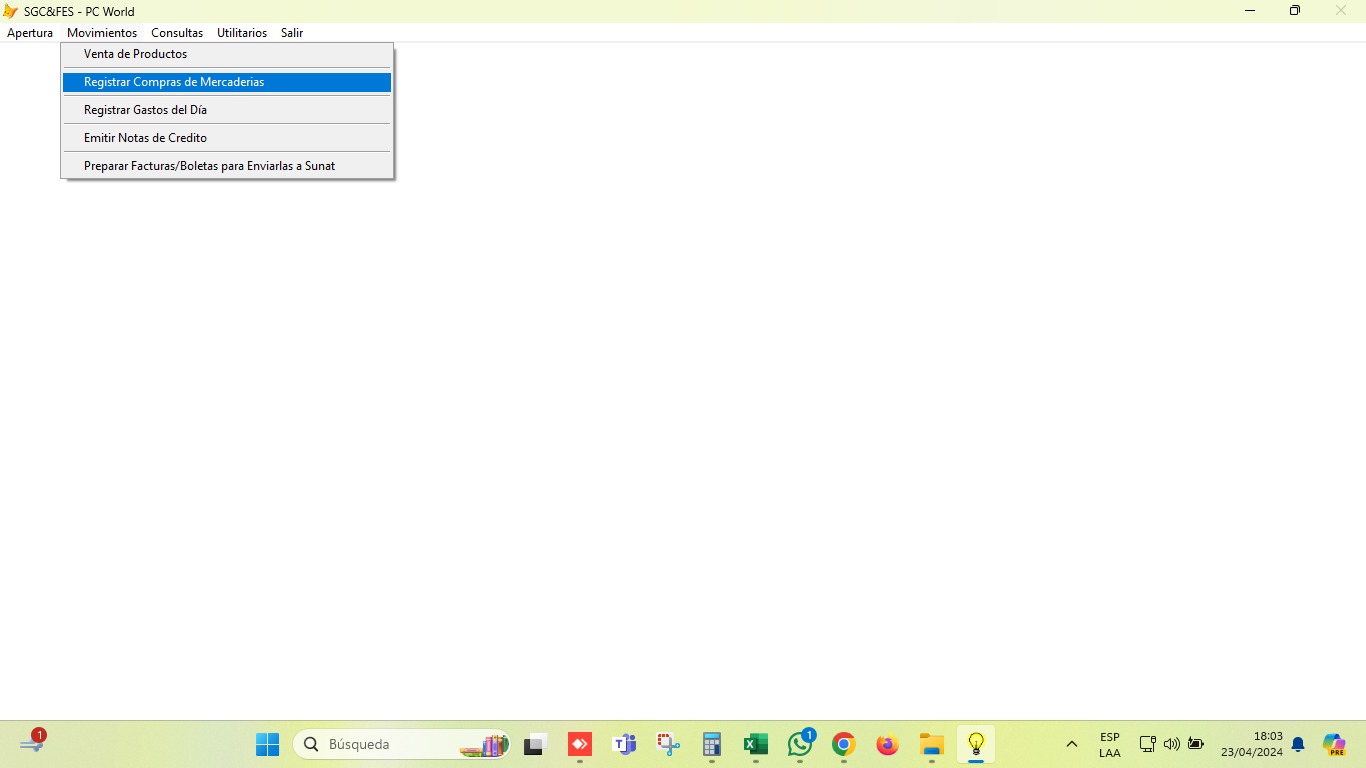 SGC&FES - PC World
Apertura Movimientos Consultas Utilitarios Salir
Venta de Productos
Registrar Compras de Mercaderias
Registrar Gastos del Día
Emitir Notas de Credito
Preparar Facturas/Boletas para Enviarlas a Sunat
1
Búsqueda
1
ESP
LAA
18:03
23/04/2024
PRE